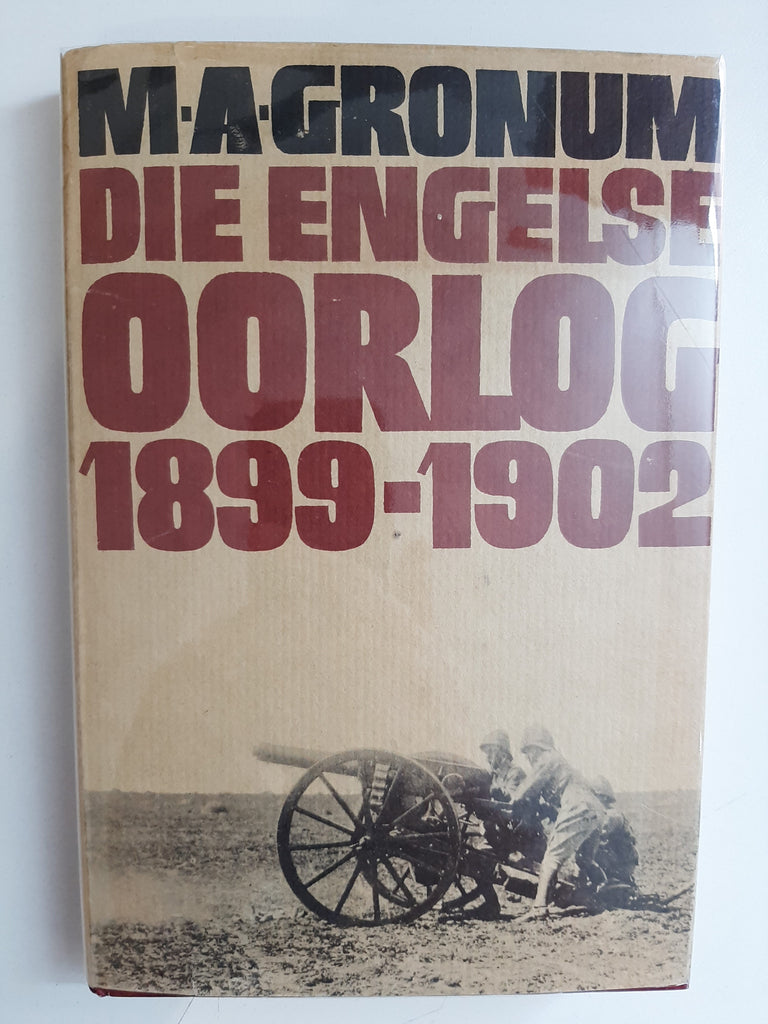 M·A·GRONUM
DIE ENGELSE
OORLOG
1899-1902